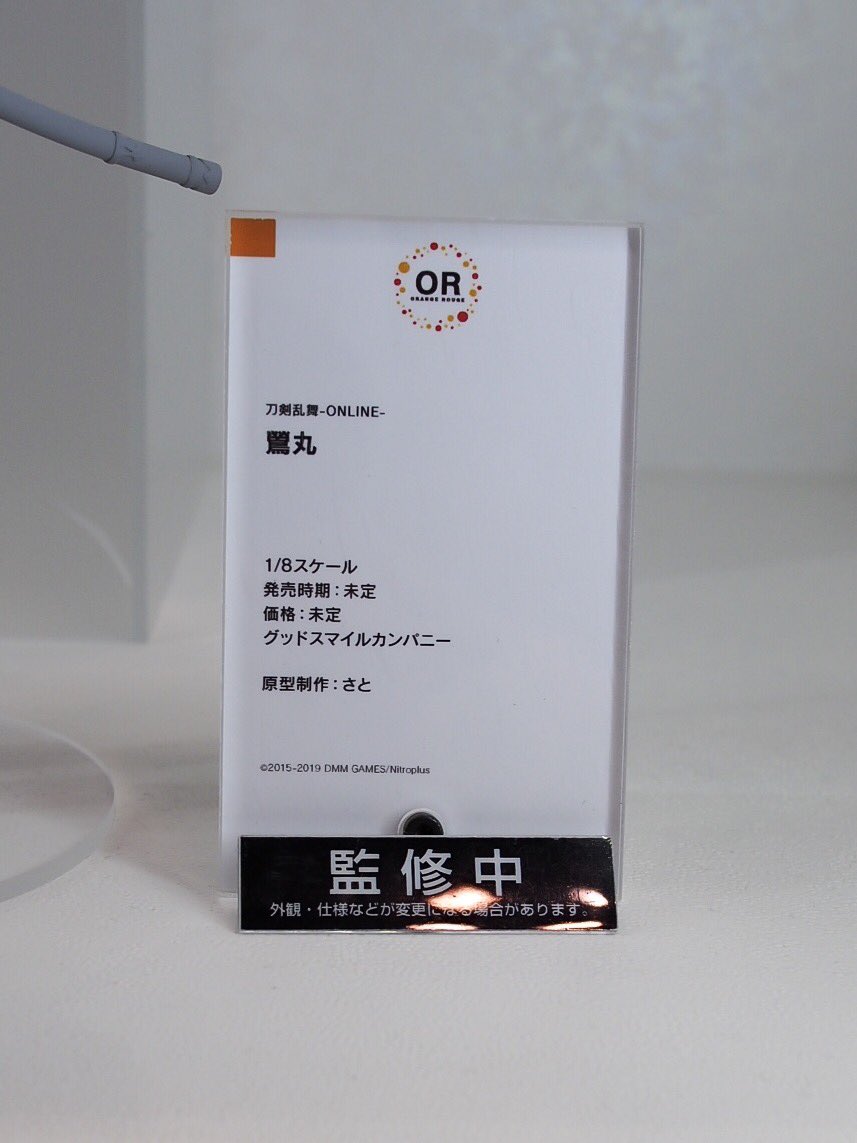 OR
ORANGE ROUGE
刀剣乱舞-ONLINE-
鶯丸
1/8スケール
発売時期：未定
価格：未定
グッドスマイルカンパニー
原型制作：さと
©2015-2019 DMM GAMES/Nitroplus
監修中
外観・仕様などが変更になる場合があります。